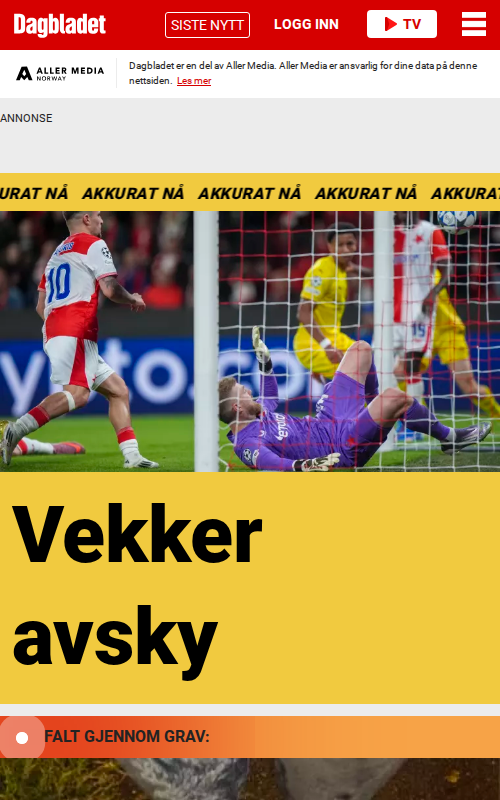 Dagbladet
SISTE NYTT
LOGG INN
TV
ALLER MEDIA
NORWAY
Dagbladet er en del av Aller Media. Aller Media er ansvarlig for dine data på denne
nettsiden. Les mer
ANNONSE
URAT NÅ AKKURAT NÅ AKKURAT NÅ AKKURAT NÅ AKKURAT
10
15
Vekker
avsky
FALT GJENNOM GRAV: